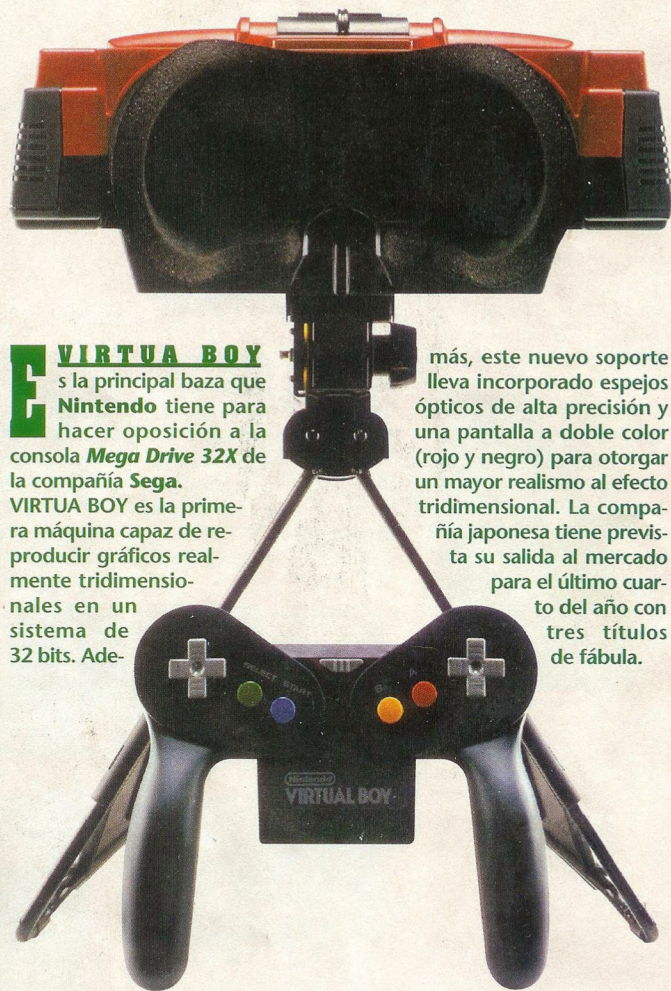 VIRTUA BOY
Es la principal baza que
Nintendo tiene para
hacer oposición a la
consola Mega Drive 32X de
la compañía Sega.
VIRTUA BOY es la prime-
ra máquina capaz de re-
producir gráficos real-
mente tridimensio-
nales en un
sistema de
32 bits. Ade-
más, este nuevo soporte
lleva incorporado espejos
ópticos de alta precisión y
una pantalla a doble color
(rojo y negro) para otorgar
un mayor realismo al efecto
tridimensional. La compa-
ñía japonesa tiene previs-
ta su salida al mercado
para el último cuar-
to del año con
tres títulos
de fábula.
SELECT START
B A
Nintendo
VIRTUAL BOY